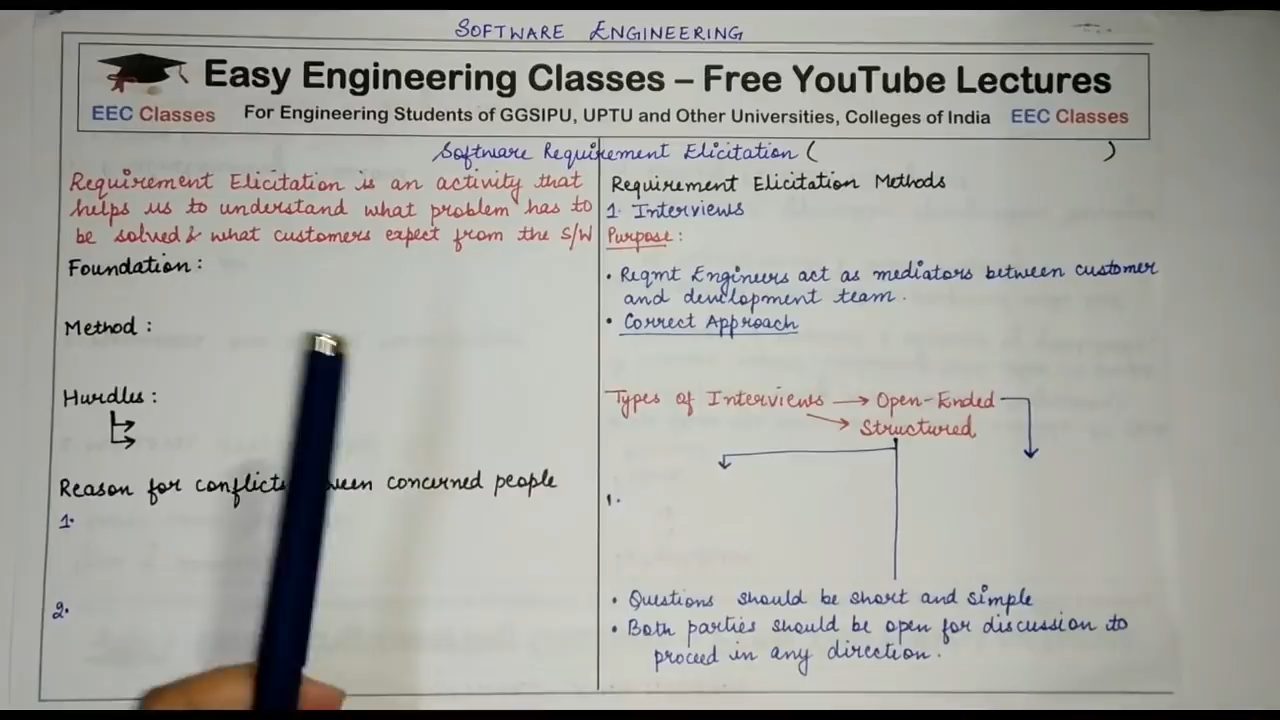 SOFTWARE ENGINEERING
Easy Engineering Classes – Free YouTube Lectures
EEC Classes For Engineering Students of GGSIPU, UPTU and Other Universities, Colleges of India EEC Classes
Software Requirement Elicitation ( )
Requirement Elicitation is an activity that
helps us to understand what problem has to
be solved & what customers expect from the S/W
Foundation :
Method :
Hurdles :
Reason for conflicts concerned people
1.
2.
Requirement Elicitation Methods
1. Interviews
Purpose :
• Reqmt Engineers act as mediators between customer
and development team.
• Correct Approach
Types of Interviews → Open-Ended
→ Structured
1.
• Questions should be short and simple
• Both parties should be open for discussion to
proceed in any direction.